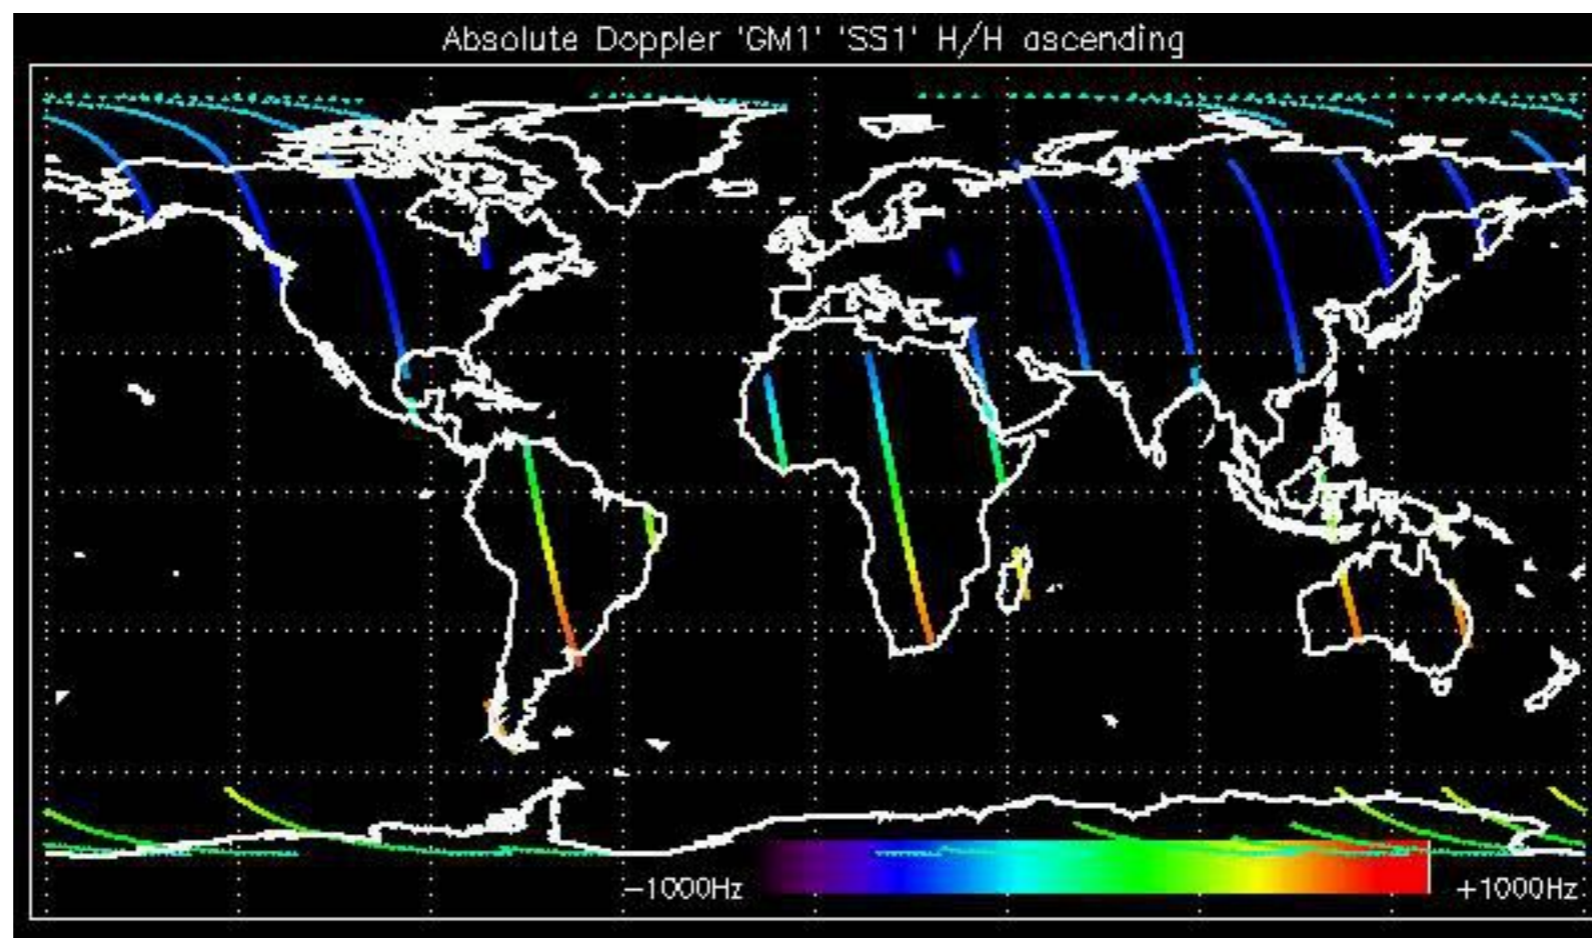 Absolute Doppler 'GM1' 'SS1' H/H ascending
−1000Hz
+1000Hz